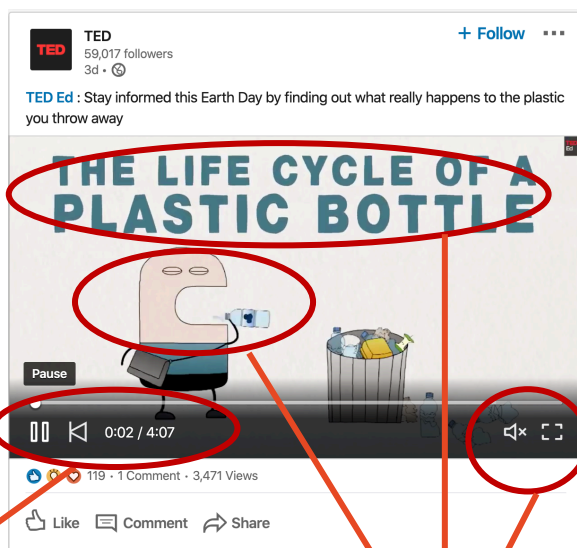 TED
TED
59,017 followers
3d •
+ Follow
TED Ed : Stay informed this Earth Day by finding out what really happens to the plastic
you throw away
Ed
THE LIFE CYCLE OF A
PLASTIC BOTTLE
Pause
0:02 / 4:07
119 · 1 Comment · 3,471 Views
Like
Comment
Share